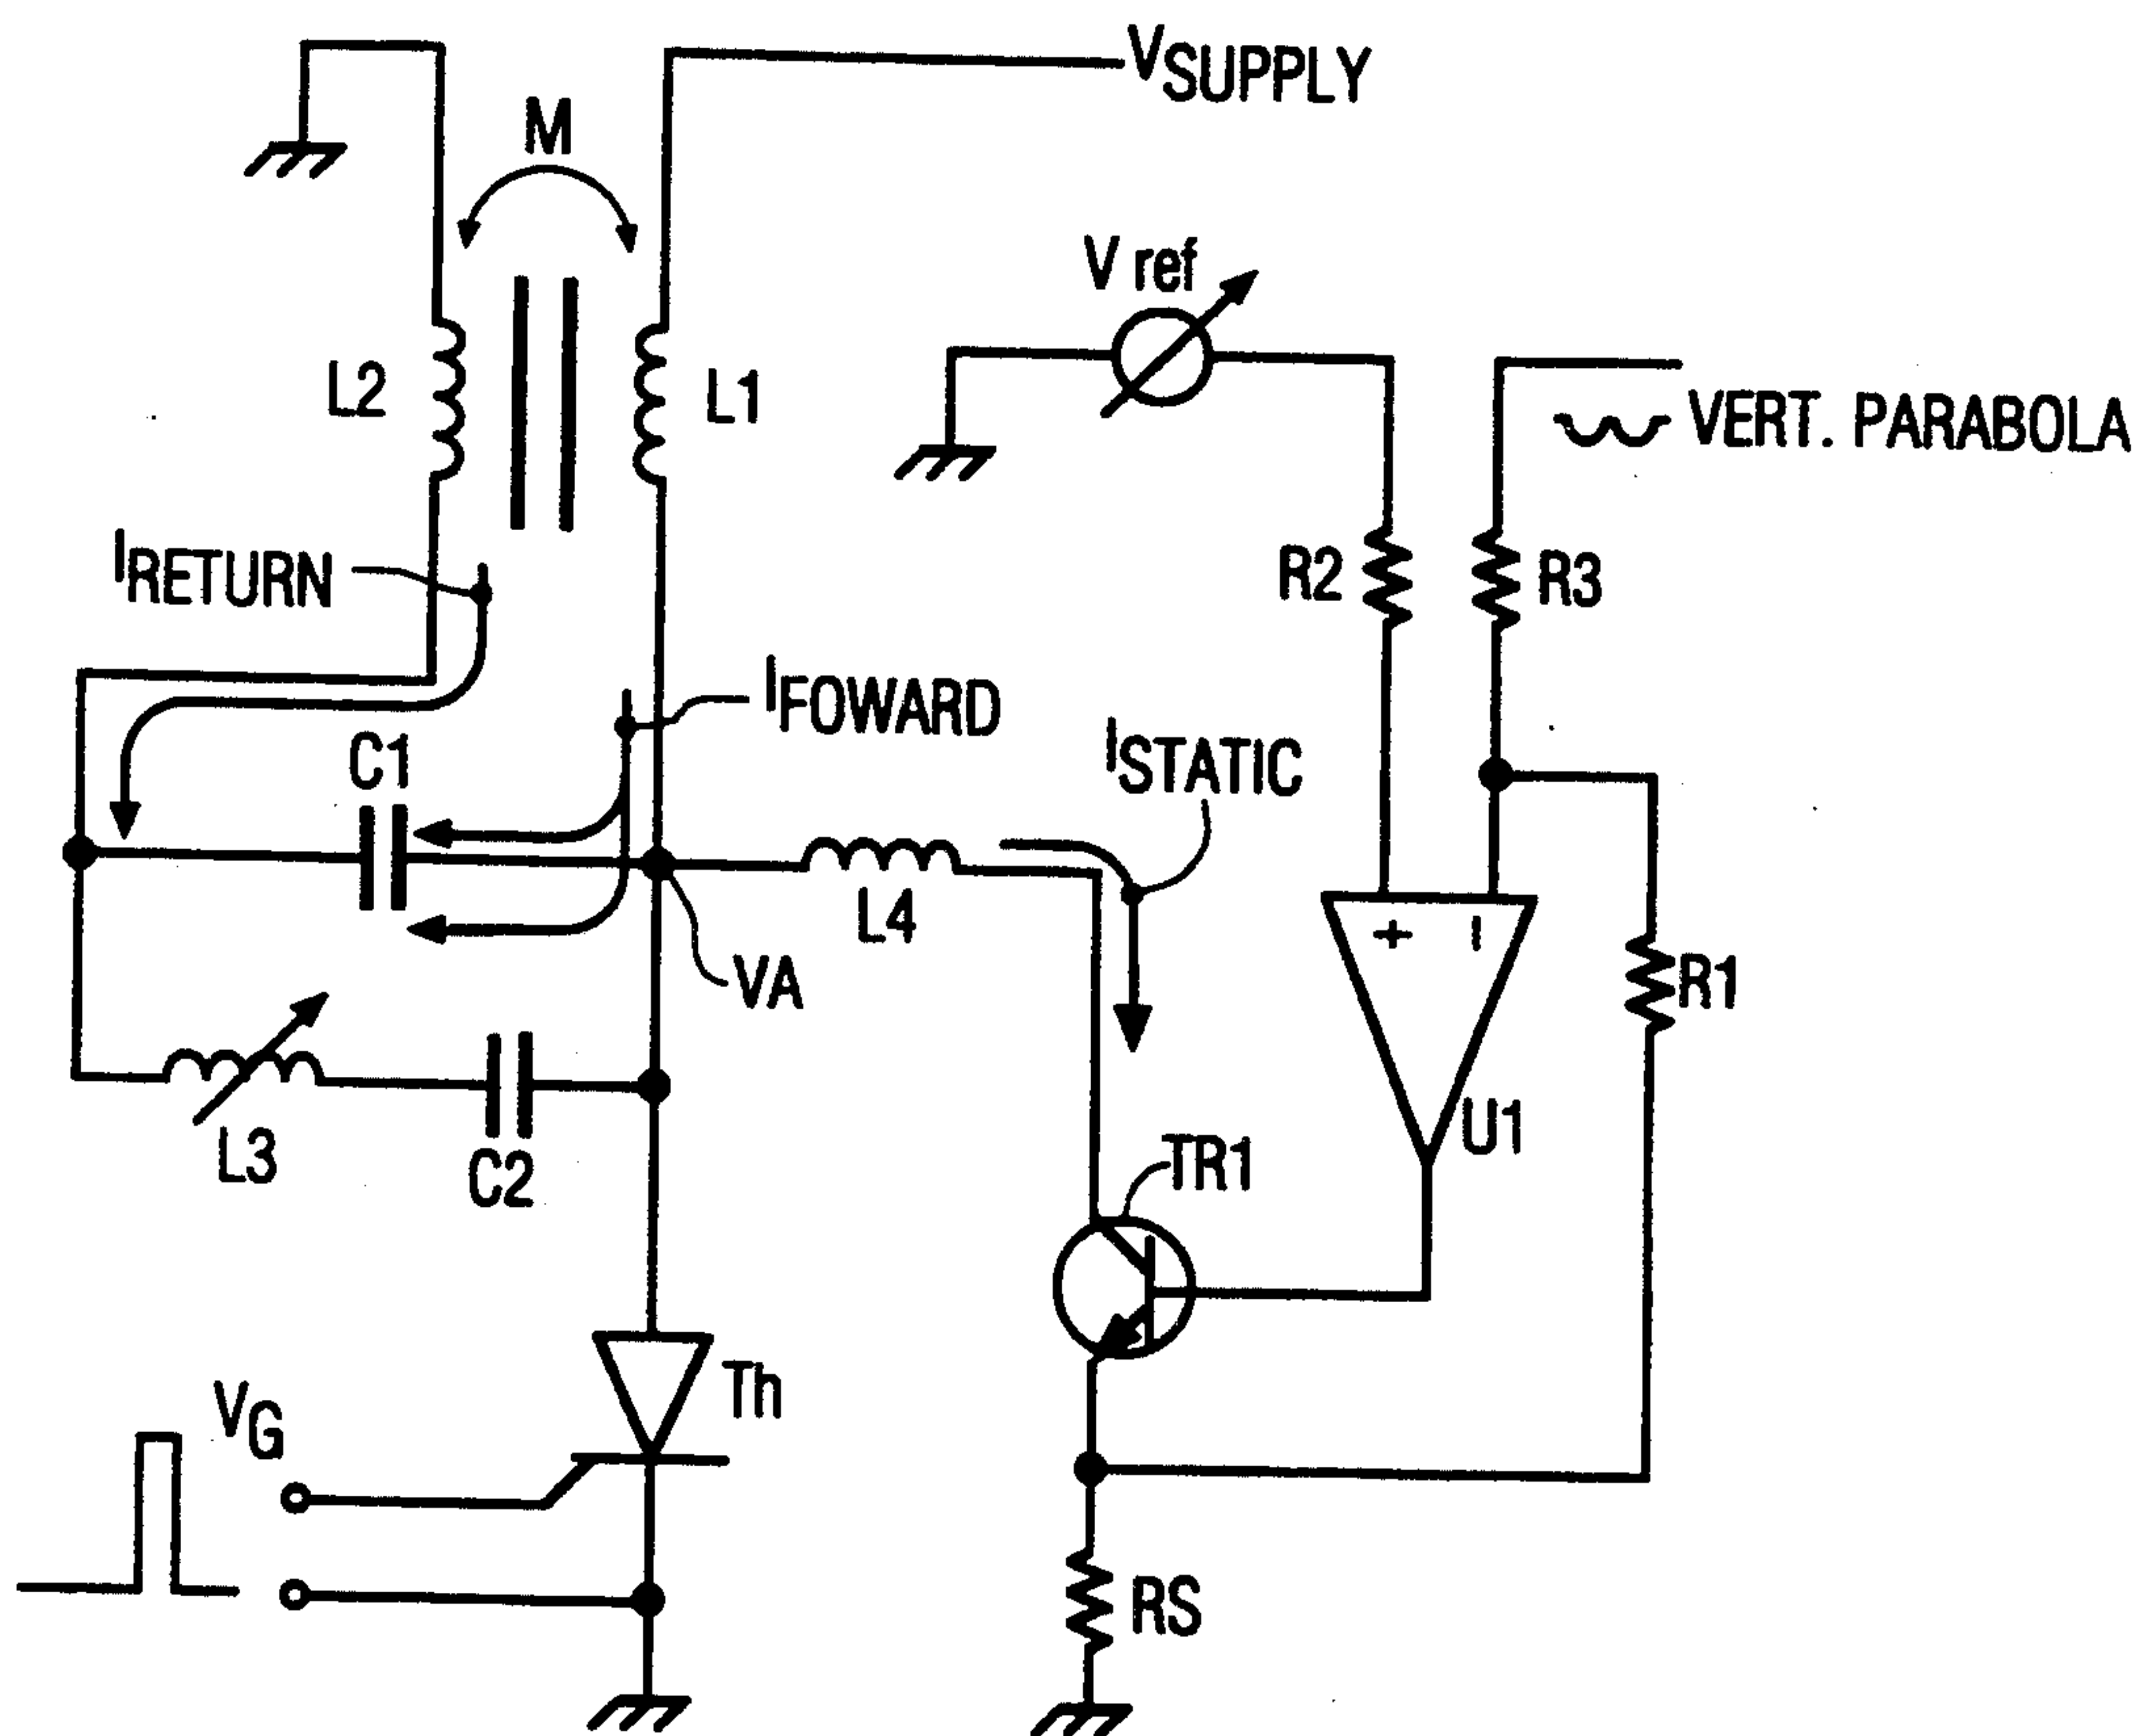 VSUPPLY
M
V ref
L2
L1
VERT. PARABOLA
IRETURN
R2
R3
IFOWARD
C1
ISTATIC
L4
+
-
VA
R1
L3
C2
U1
TR1
Th
VG
RS